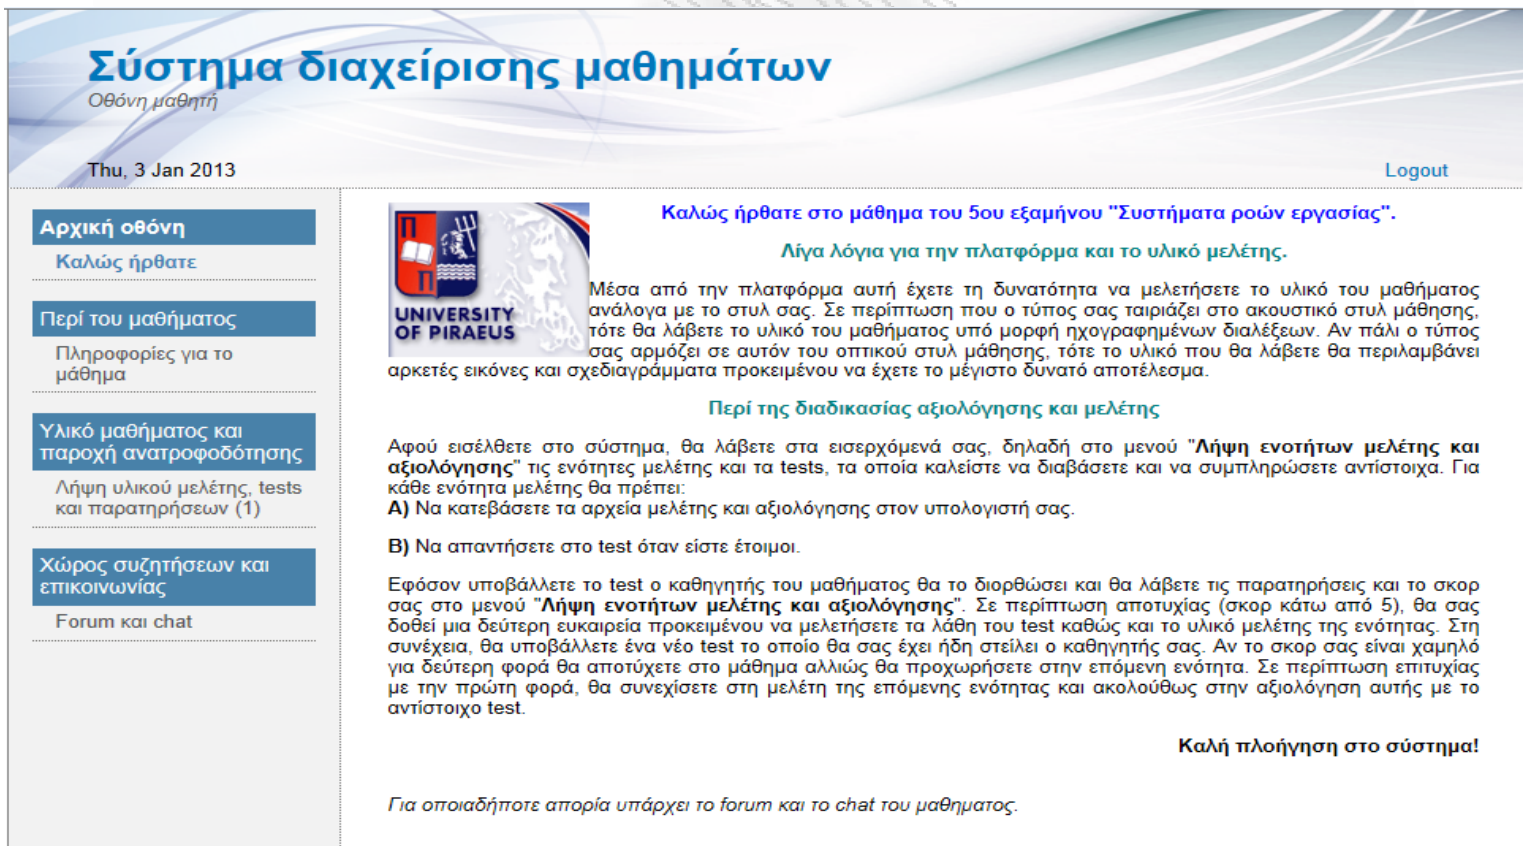 Σύστημα διαχείρισης μαθημάτων
Οθόνη μαθητή
Thu, 3 Jan 2013
Logout
Αρχική οθόνη
Καλώς ήρθατε
Περί του μαθήματος
Πληροφορίες για το
μάθημα
Υλικό μαθήματος και
παροχή ανατροφοδότησης
Λήψη υλικού μελέτης, tests
και παρατηρήσεων (1)
Χώρος συζητήσεων και
επικοινωνίας
Forum και chat
UNIVERSITY
OF PIRAEUS
Καλώς ήρθατε στο μάθημα του 5ου εξαμήνου "Συστήματα ροών εργασίας".
Λίγα λόγια για την πλατφόρμα και το υλικό μελέτης.
Μέσα από την πλατφόρμα αυτή έχετε τη δυνατότητα να μελετήσετε το υλικό του μαθήματος
ανάλογα με το στυλ σας. Σε περίπτωση που ο τύπος σας ταιριάζει στο ακουστικό στυλ μάθησης,
τότε θα λάβετε το υλικό του μαθήματος υπό μορφή ηχογραφημένων διαλέξεων. Αν πάλι ο τύπος
σας αρμόζει σε αυτόν του οπτικού στυλ μάθησης, τότε το υλικό που θα λάβετε θα περιλαμβάνει
αρκετές εικόνες και σχεδιαγράμματα προκειμένου να έχετε το μέγιστο δυνατό αποτέλεσμα.
Περί της διαδικασίας αξιολόγησης και μελέτης
Αφού εισέλθετε στο σύστημα, θα λάβετε στα εισερχόμενά σας, δηλαδή στο μενού "Λήψη ενοτήτων μελέτης και
αξιολόγησης" τις ενότητες μελέτης και τα tests, τα οποία καλείστε να διαβάσετε και να συμπληρώσετε αντίστοιχα. Για
κάθε ενότητα μελέτης θα πρέπει:
Α) Να κατεβάσετε τα αρχεία μελέτης και αξιολόγησης στον υπολογιστή σας.
Β) Να απαντήσετε στο test όταν είστε έτοιμοι.
Εφόσον υποβάλλετε το test ο καθηγητής του μαθήματος θα το διορθώσει και θα λάβετε τις παρατηρήσεις και το σκορ
σας στο μενού "Λήψη ενοτήτων μελέτης και αξιολόγησης". Σε περίπτωση αποτυχίας (σκορ κάτω από 5), θα σας
δοθεί μια δεύτερη ευκαιρεία προκειμένου να μελετήσετε τα λάθη του test καθώς και το υλικό μελέτης της ενότητας. Στη
συνέχεια, θα υποβάλλετε ένα νέο test το οποίο θα σας έχει ήδη στείλει ο καθηγητής σας. Αν το σκορ σας είναι χαμηλό
για δεύτερη φορά θα αποτύχετε στο μάθημα αλλιώς θα προχωρήσετε στην επόμενη ενότητα. Σε περίπτωση επιτυχίας
με την πρώτη φορά, θα συνεχίσετε στη μελέτη της επόμενης ενότητας και ακολούθως στην αξιολόγηση αυτής με το
αντίστοιχο test.
Καλή πλοήγηση στο σύστημα!
Για οποιαδήποτε απορία υπάρχει το forum και το chat του μαθηματος.